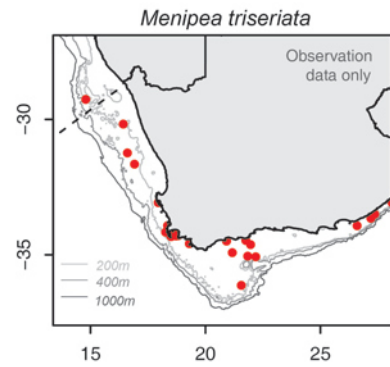 Menipea triseriata
Observation
data only
−30
−35
200m
400m
1000m
15 20 25